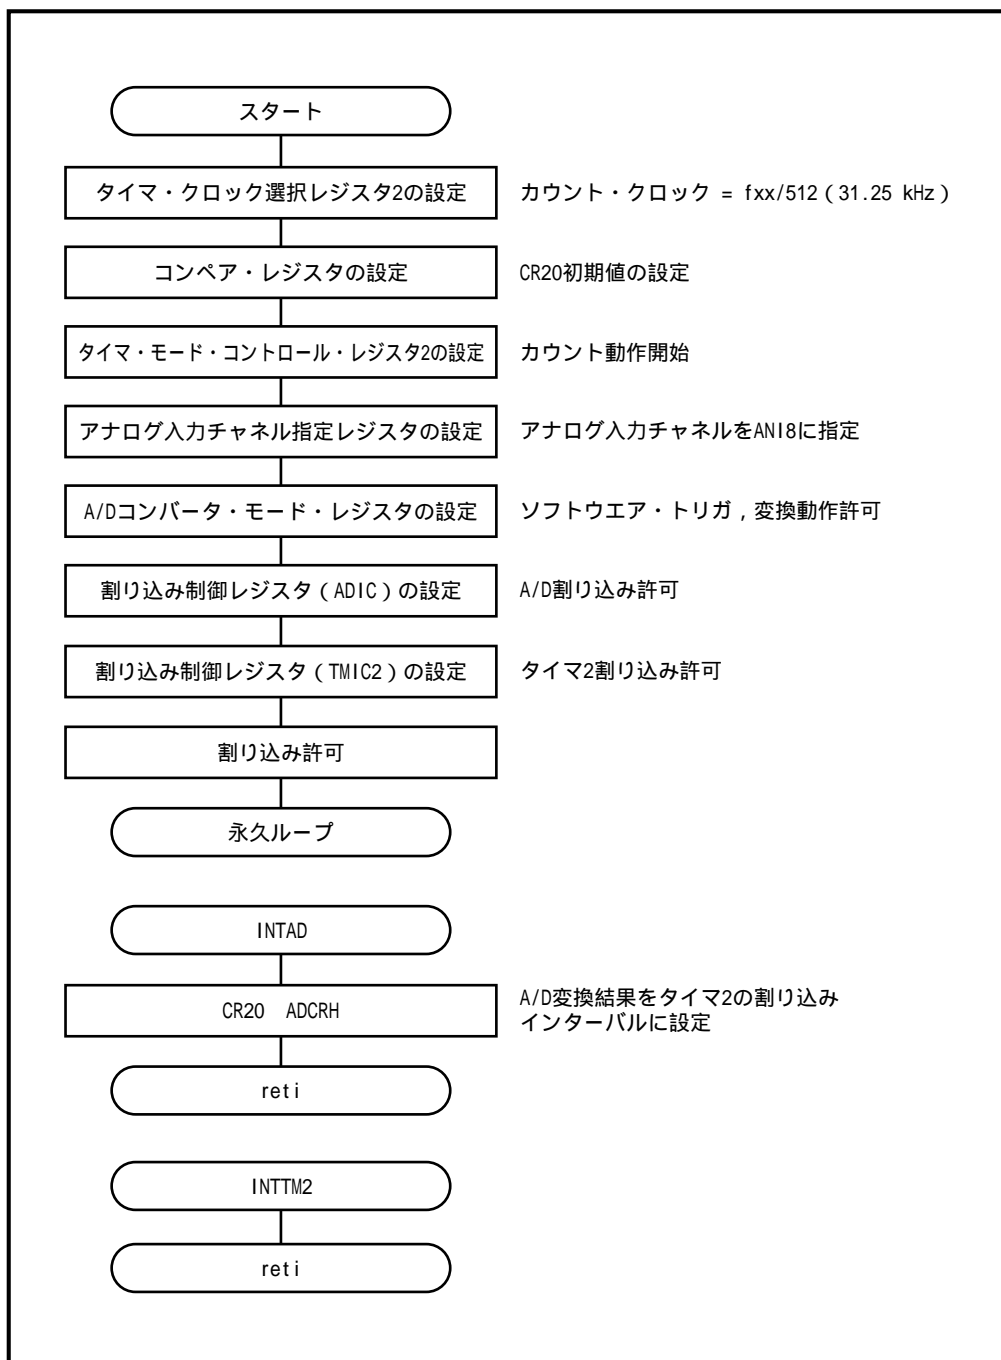 スタート
タイマ・クロック選択レジスタ2の設定 カウント・クロック = fxx/512(31.25 kHz)
コンペア・レジスタの設定 CR20初期値の設定
タイマ・モード・コントロール・レジスタ2の設定 カウント動作開始
アナログ入力チャネル指定レジスタの設定 アナログ入力チャネルをANI8に指定
A/Dコンバータ・モード・レジスタの設定 ソフトウエア・トリガ,変換動作許可
割り込み制御レジスタ(ADIC)の設定 A/D割り込み許可
割り込み制御レジスタ(TMIC2)の設定 タイマ2割り込み許可
割り込み許可
永久ループ
INTAD
CR20 ADCRH
A/D変換結果をタイマ2の割り込み
インターバルに設定
reti
INTTM2
reti